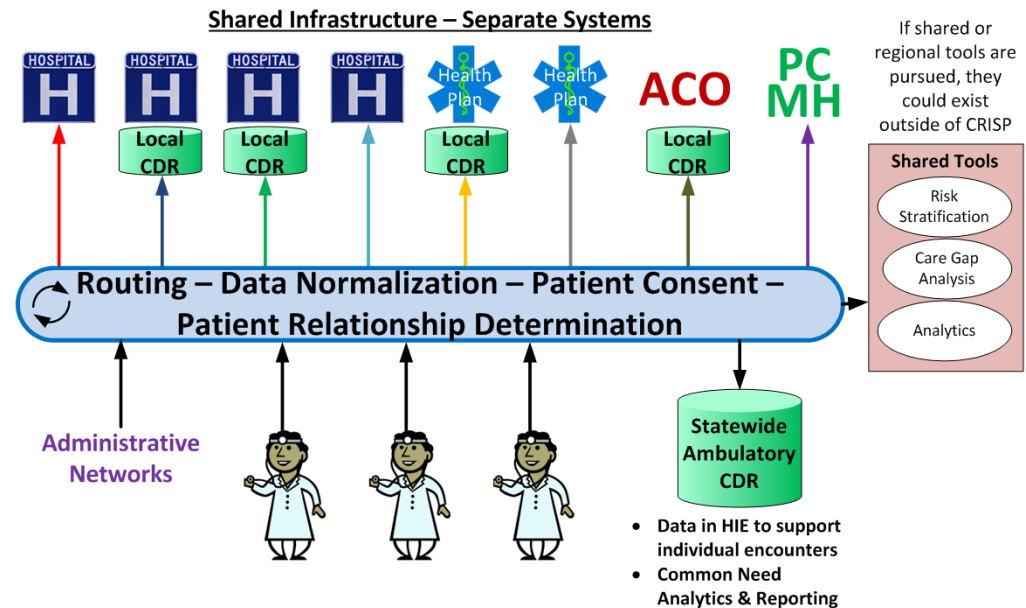 Shared Infrastructure – Separate Systems
HOSPITAL
H
HOSPITAL
H
HOSPITAL
H
HOSPITAL
H
Health
Plan
Health
Plan
ACO
PC
MH
If shared or
regional tools are
pursued, they
could exist
outside of CRISP
Local
CDR
Local
CDR
Local
CDR
Local
CDR
Shared Tools
Risk
Stratification
Care Gap
Analysis
Analytics
Routing – Data Normalization – Patient Consent –
Patient Relationship Determination
Administrative
Networks
Statewide
Ambulatory
CDR
• Data in HIE to support
individual encounters
• Common Need
Analytics & Reporting